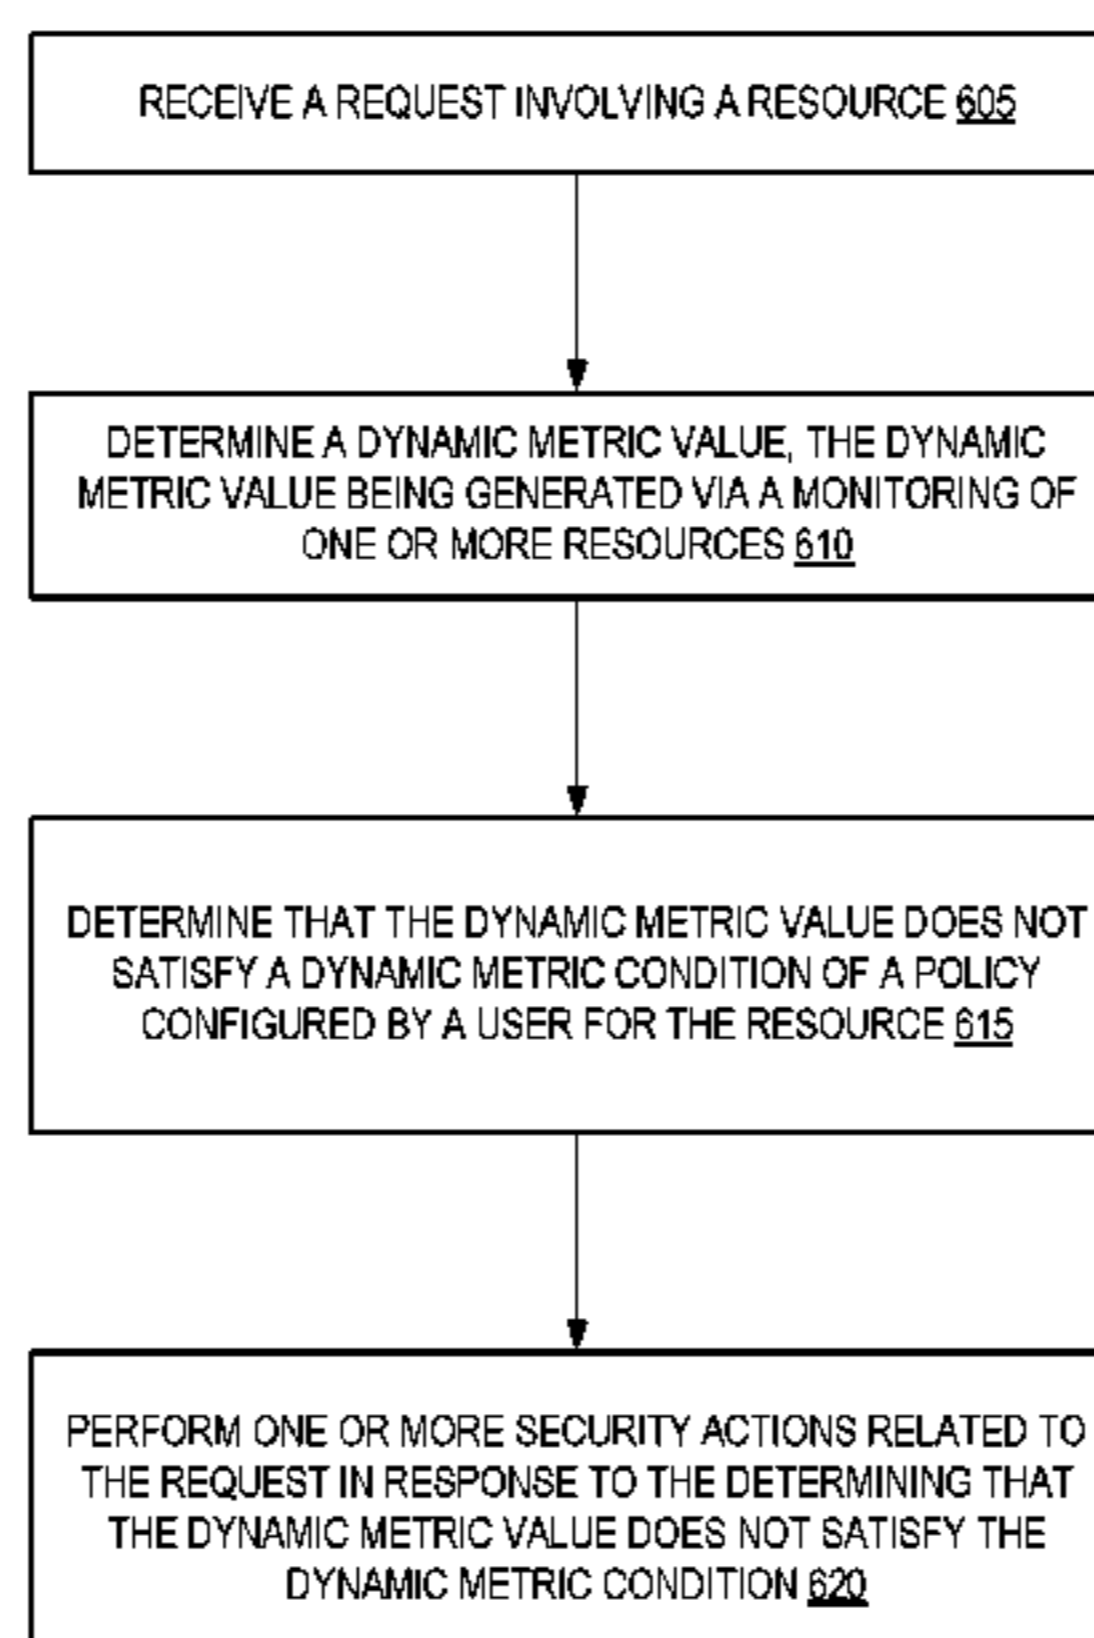 RECEIVE A REQUEST INVOLVING A RESOURCE 605
DETERMINE A DYNAMIC METRIC VALUE, THE DYNAMIC
METRIC VALUE BEING GENERATED VIA A MONITORING OF
ONE OR MORE RESOURCES 610
DETERMINE THAT THE DYNAMIC METRIC VALUE DOES NOT
SATISFY A DYNAMIC METRIC CONDITION OF A POLICY
CONFIGURED BY A USER FOR THE RESOURCE 615
PERFORM ONE OR MORE SECURITY ACTIONS RELATED TO
THE REQUEST IN RESPONSE TO THE DETERMINING THAT
THE DYNAMIC METRIC VALUE DOES NOT SATISFY THE
DYNAMIC METRIC CONDITION 620